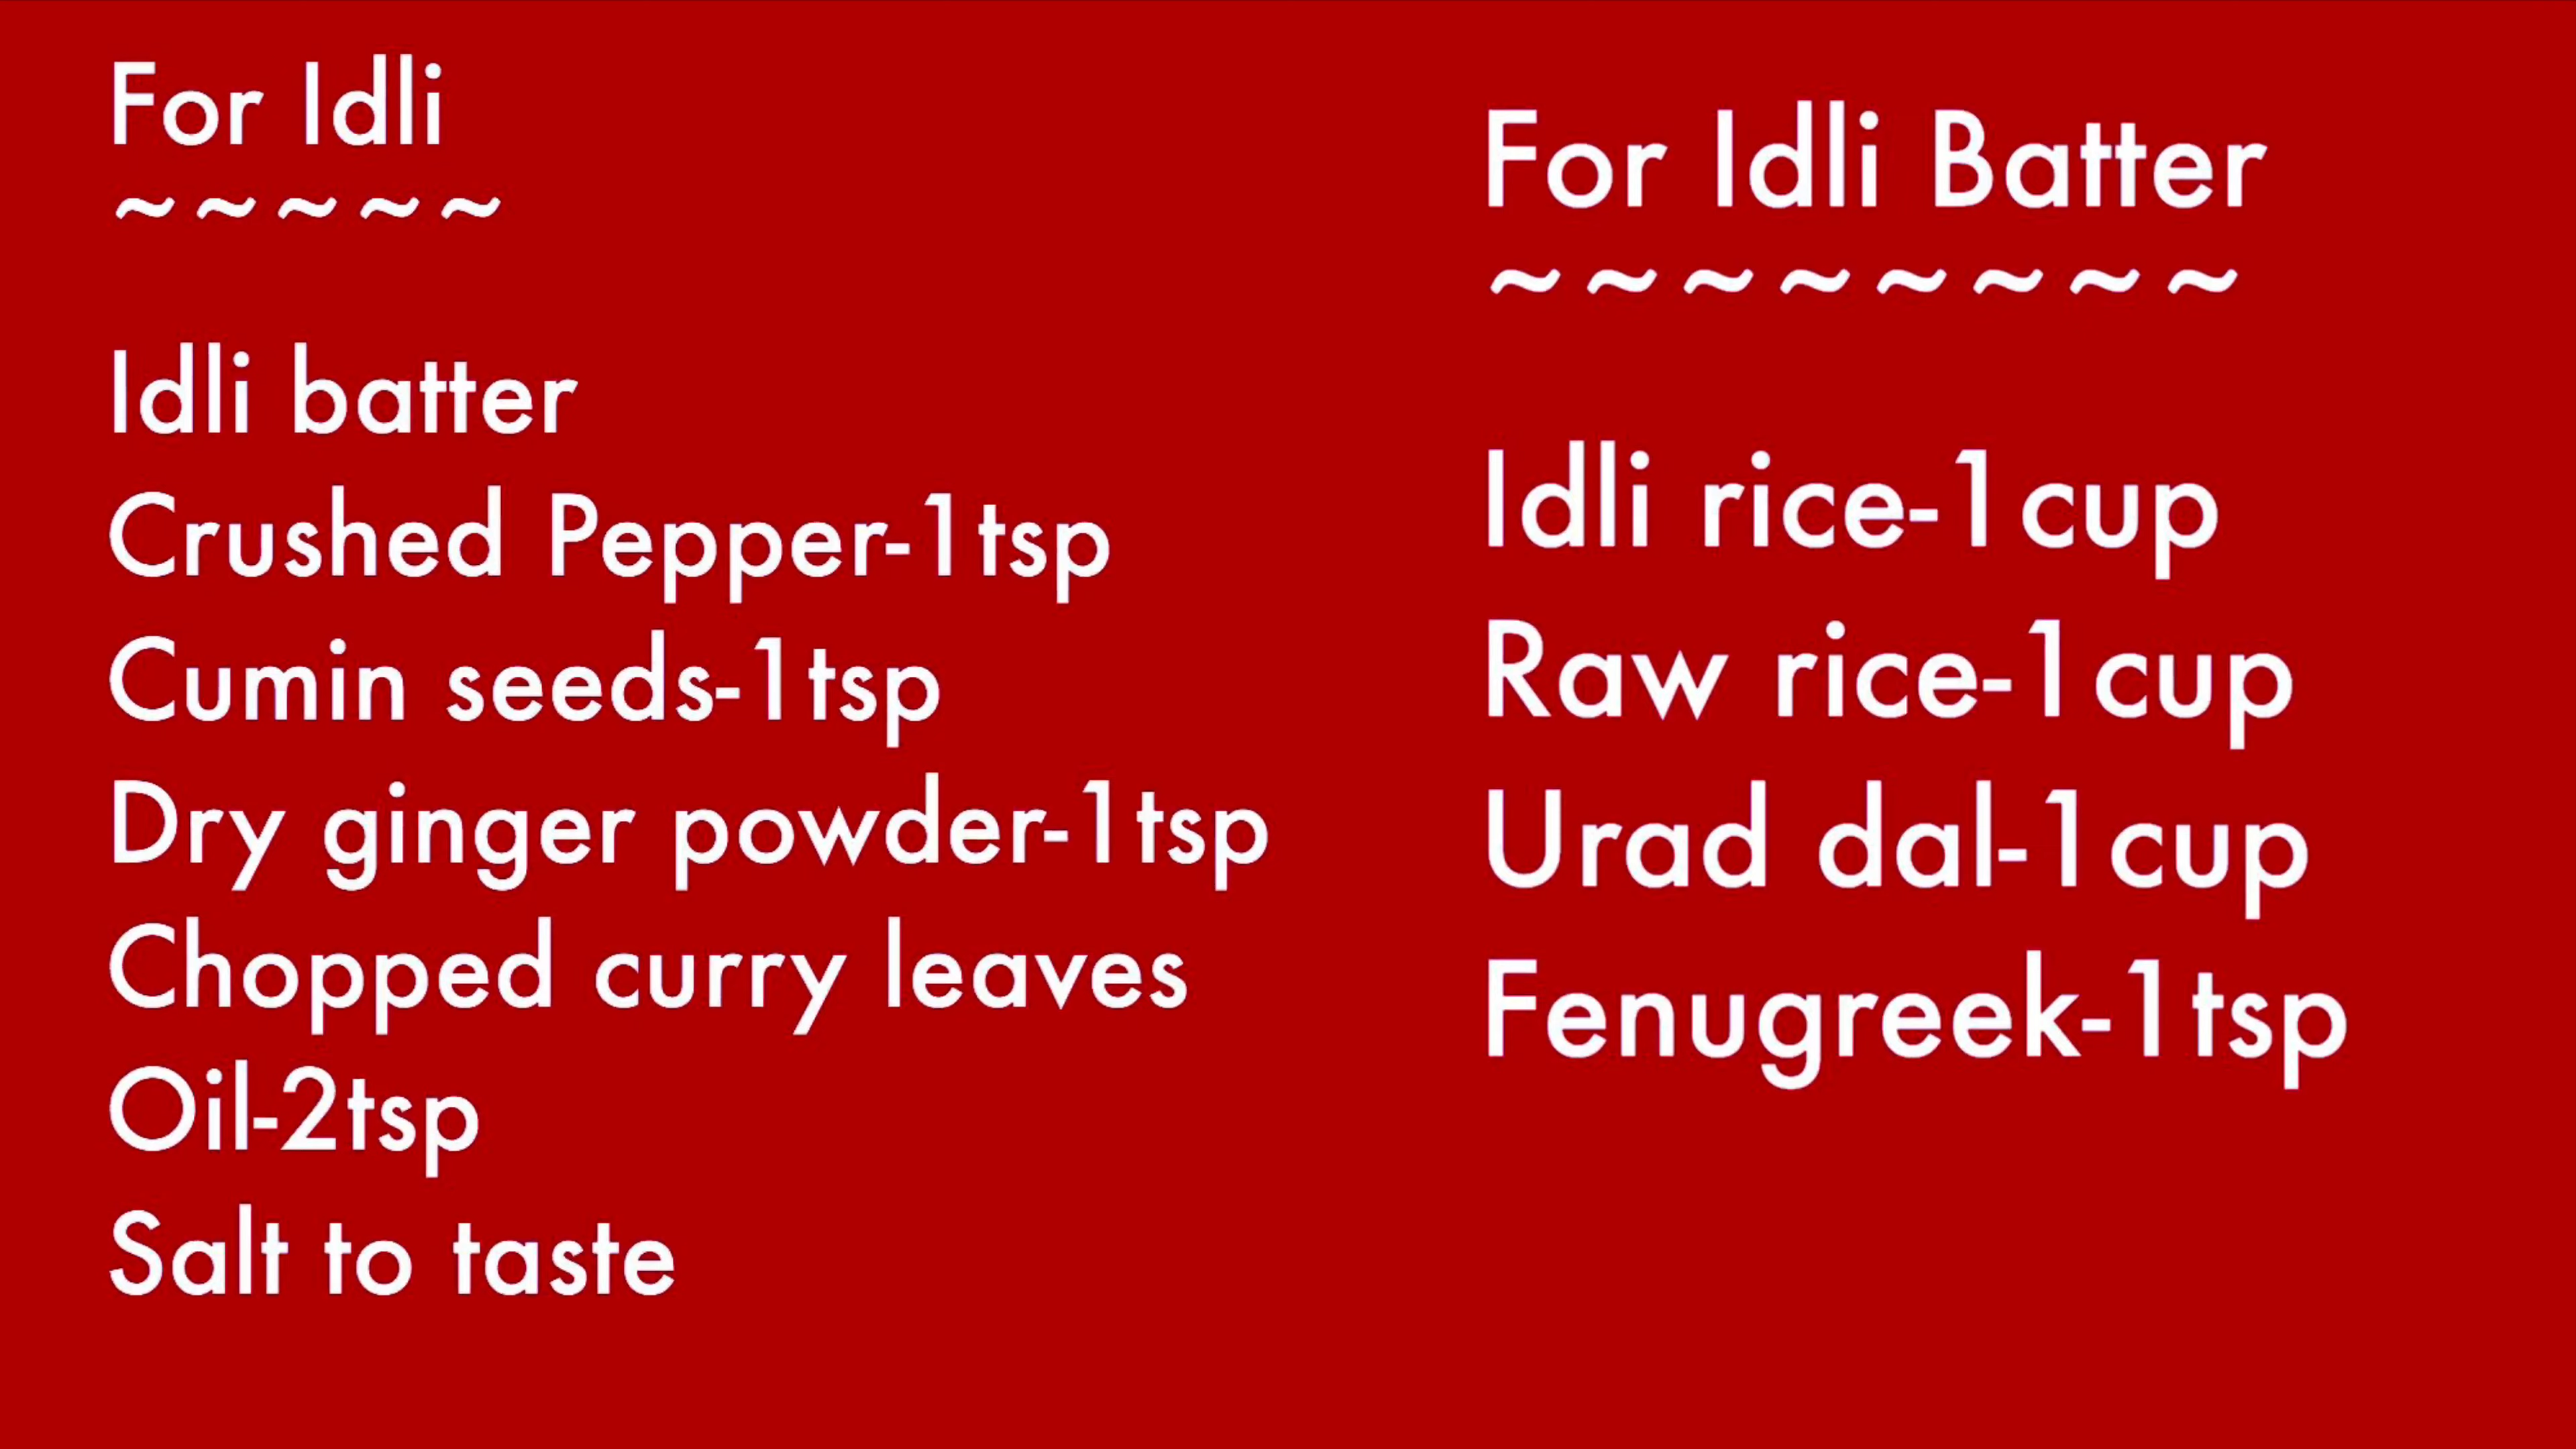 For Idli
~~~~~
Idli batter
Crushed Pepper-1tsp
Cumin seeds-1tsp
Dry ginger powder-1tsp
Chopped curry leaves
Oil-2tsp
Salt to taste
For Idli Batter
~~~~~~~~
Idli rice-1cup
Raw rice-1cup
Urad dal-1cup
Fenugreek-1tsp